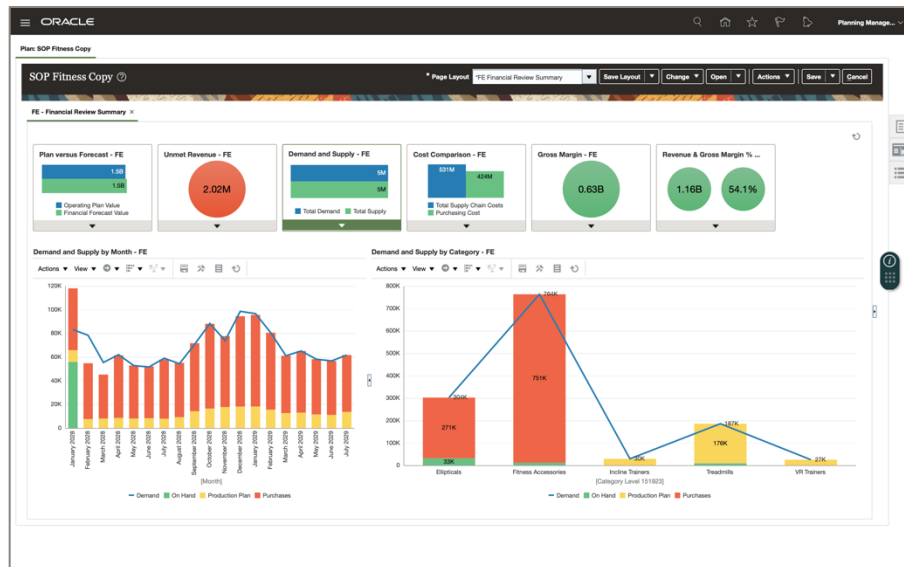 ORACLE
Planning Manage...
Plan: SOP Fitness Copy
SOP Fitness Copy
* Page Layout *FE Financial Review Summary Save Layout Change Open Actions Save Cancel
FE - Financial Review Summary ×
Plan versus Forecast - FE
1.5B
1.5B
Operating Plan Value
Financial Forecast Value
Unmet Revenue - FE
2.02M
Demand and Supply - FE
5M
5M
Total Demand Total Supply
Cost Comparison - FE
531M
424M
Total Supply Chain Costs
Purchasing Cost
Gross Margin - FE
0.63B
Revenue & Gross Margin % ...
1.16B 54.1%
Demand and Supply by Month - FE
Actions View
120K
100K
80K
60K
40K
20K
0
January 2028
February 2028
March 2028
April 2028
May 2028
June 2028
July 2028
August 2028
September 2028
October 2028
November 2028
December 2028
January 2029
February 2029
March 2029
April 2029
May 2029
June 2029
July 2029
[Month]
Demand On Hand Production Plan Purchases
Demand and Supply by Category - FE
Actions View
800K
700K
600K
500K
400K
300K
200K
100K
0
304K
271K
33K
764K
751K
30K
187K
176K
27K
Ellipticals Fitness Accessories Incline Trainers Treadmills VR Trainers
[Category Level 151923]
Demand On Hand Production Plan Purchases